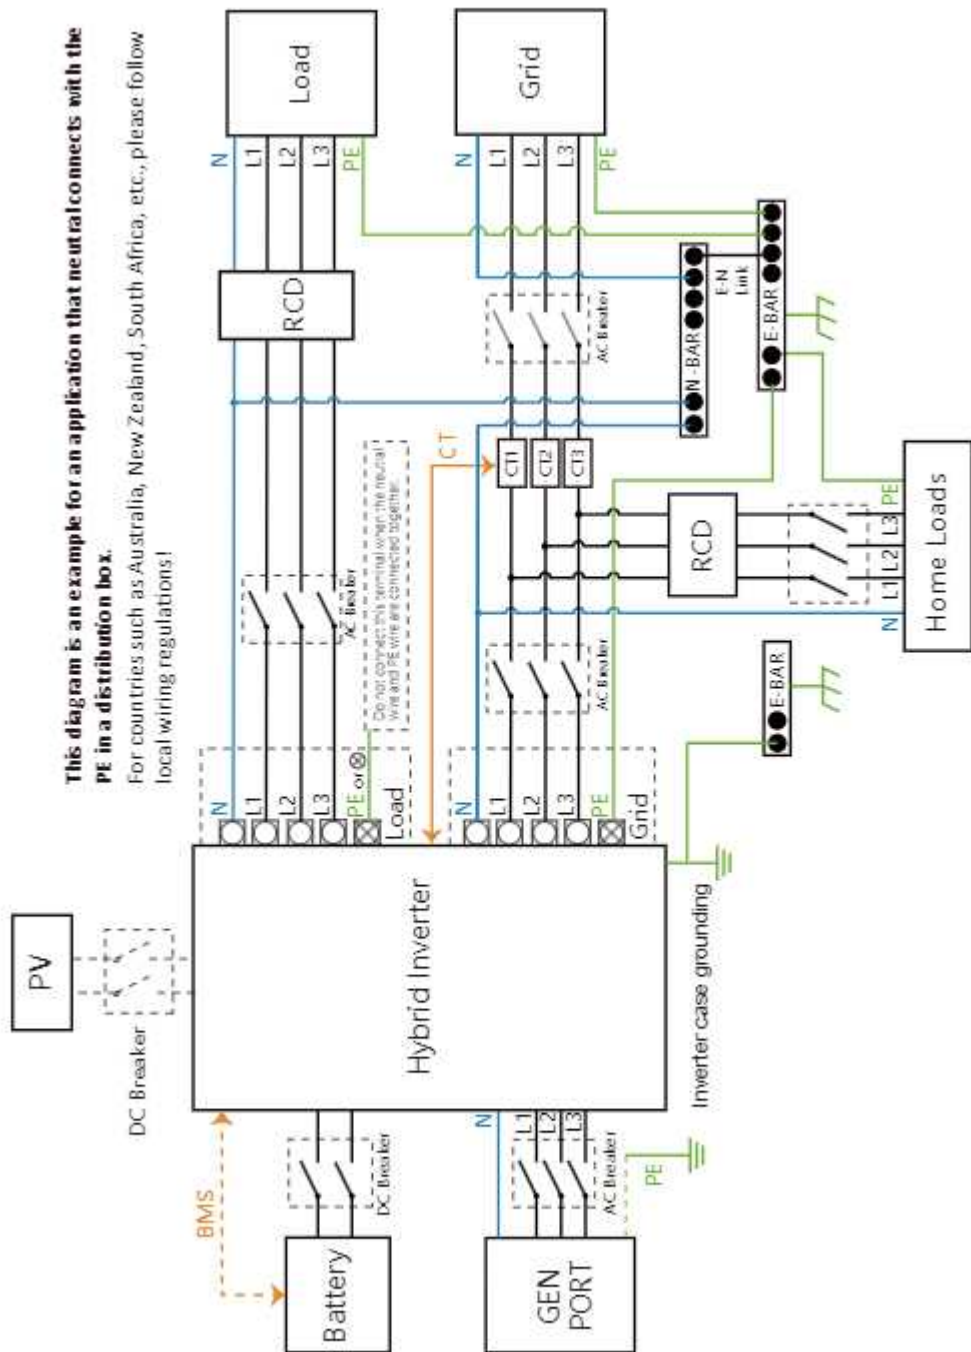 This diagram is an example for an application that neutral connects with the
PE in a distribution box.
For countries such as Australia, New Zealand, South Africa, etc., please follow
local wiring regulations!
PV
DC Breaker
BMS
Battery
DC Breaker
GEN
PORT
N
L1
L2
L3
AC Breaker
PE
Hybrid Inverter
Inverter case grounding
N
L1
L2
L3
PE or ⊗
Load
Do not connect this terminal when the neutral
wire and PE wire are connected together.
AC Breaker
RCD
N
L1
L2
L3
PE
Load
CT
N
L1
L2
L3
PE
Grid
AC Breaker
CT1
CT2
CT3
AC Breaker
N
L1
L2
L3
PE
Grid
N -BAR
E-N
Link
E-BAR
RCD
N
L1
L2
L3
PE
Home Loads
E-BAR